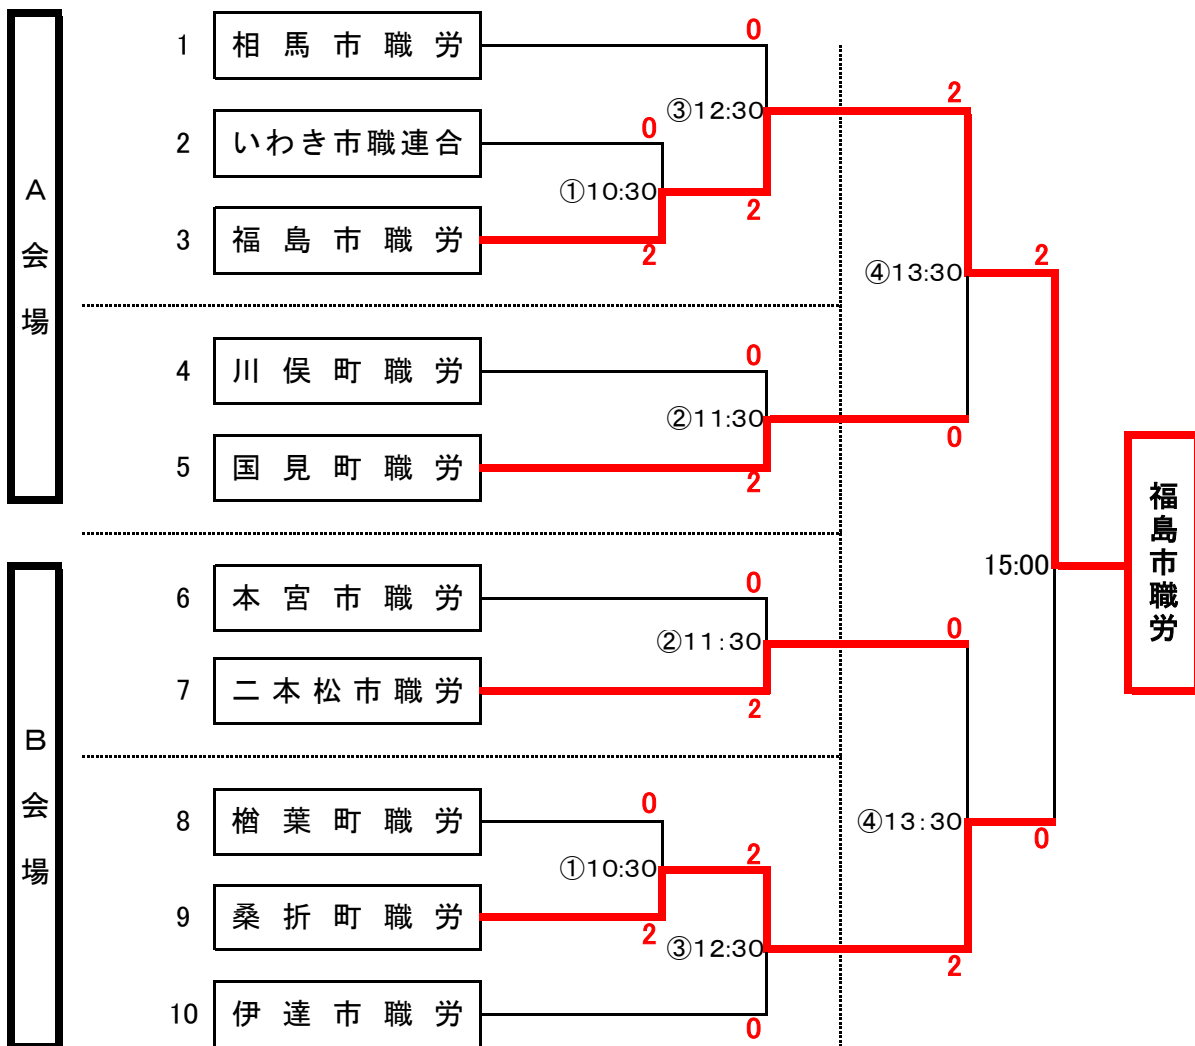 A会場
1 相馬市職労
0
③12:30
2
2 いわき市職連合
0
①10:30
3 福島市職労
2
2
④13:30
2
4 川俣町職労
0
②11:30
0
5 国見町職労
2
福島市職労
15:00
B会場
6 本宮市職労
0
②11:30
0
7 二本松市職労
2
8 楢葉町職労
0
④13:30
0
①10:30
2
9 桑折町職労
2
③12:30
2
10 伊達市職労
0